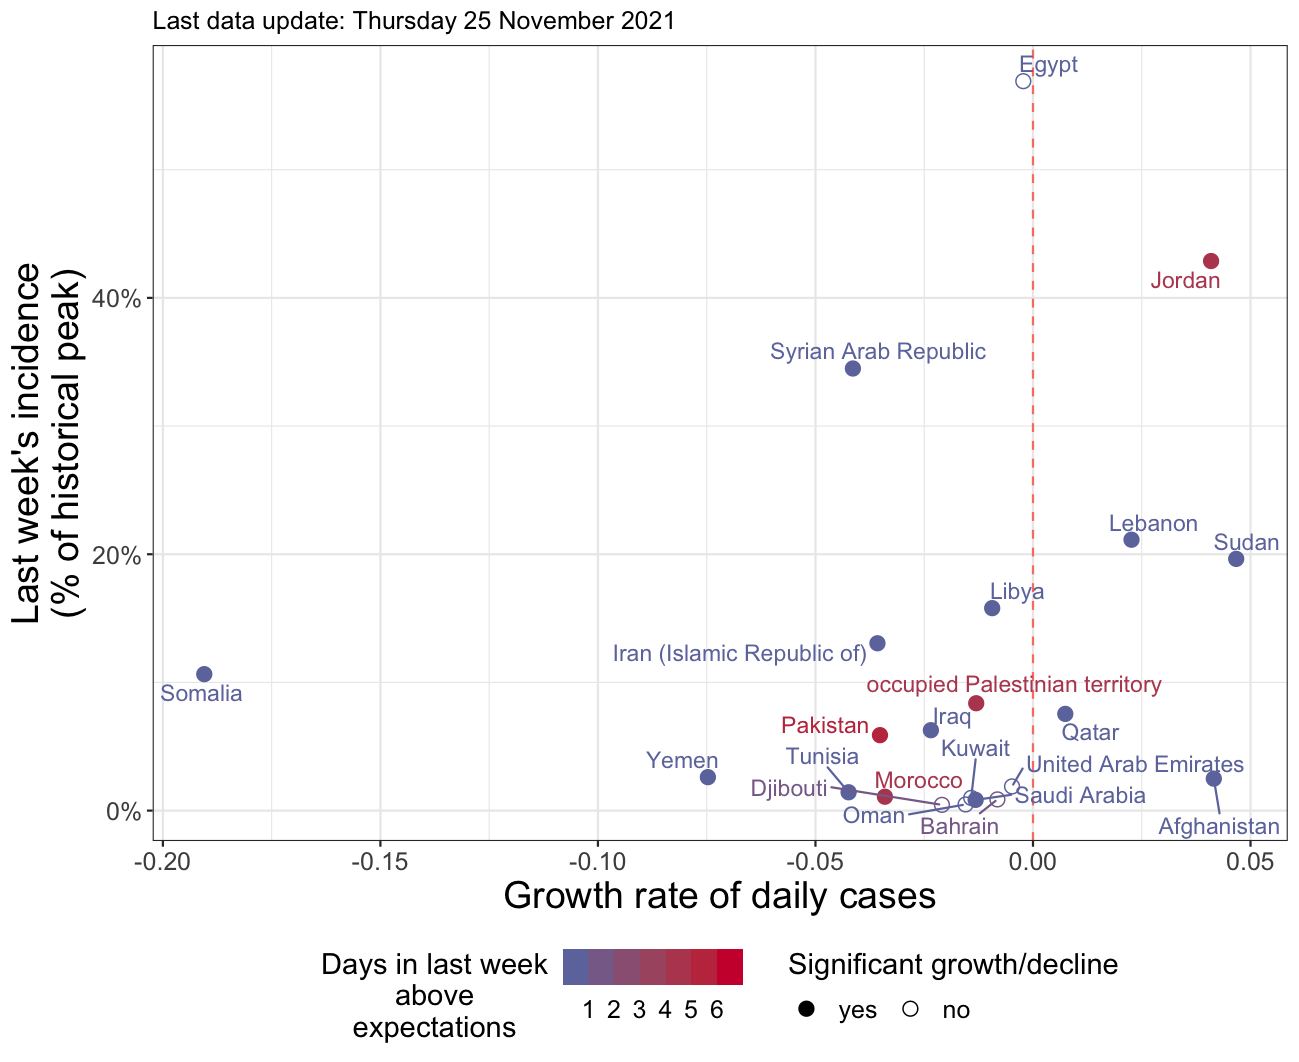 Last data update: Thursday 25 November 2021
Last week's incidence
(% of historical peak)
40%
20%
0%
Egypt
Jordan
Syrian Arab Republic
Lebanon
Sudan
Libya
Iran (Islamic Republic of)
Somalia
occupied Palestinian territory
Iraq
Qatar
Pakistan
Kuwait
Yemen
Tunisia
United Arab Emirates
Djibouti
Morocco
Saudi Arabia
Oman
Bahrain
Afghanistan
-0.20 -0.15 -0.10 -0.05 0.00 0.05
Growth rate of daily cases
Days in last week
above
expectations
1 2 3 4 5 6
Significant growth/decline
yes no